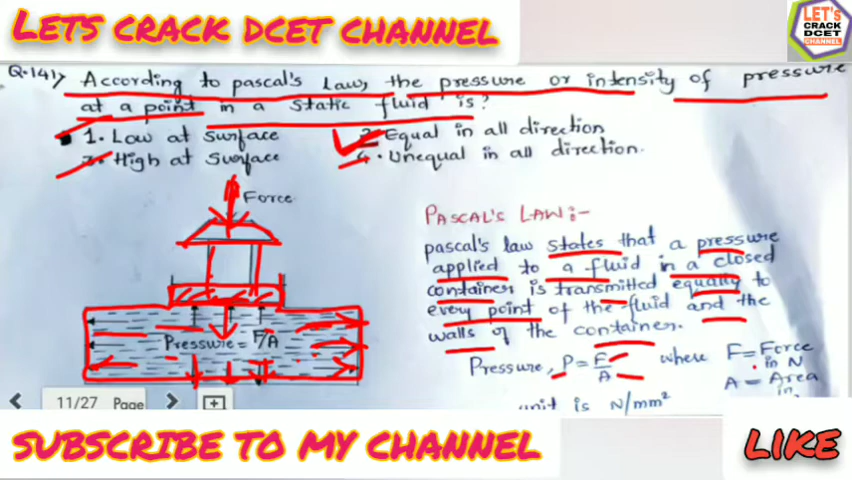 LETS CRACK DCET CHANNEL
LET'S
CRACK
DCET
CHANNEL
Q.141) According to pascal's law, the pressure or intensity of pressure
at a point in a static fluid is?
1. Low at surface
2. Equal in all direction
3. High at surface
4. Unequal in all direction.
Force
Pressure = F/A
PASCAL'S LAW:-
pascal's law states that a pressure
applied to a fluid in a closed
container is transmitted equally to
every point of the fluid and the
walls of the container.
Pressure, P = F/A where F = Force
in N
A = Area
in
unit is N/mm²
11/27 Page
SUBSCRIBE TO MY CHANNEL
LIKE